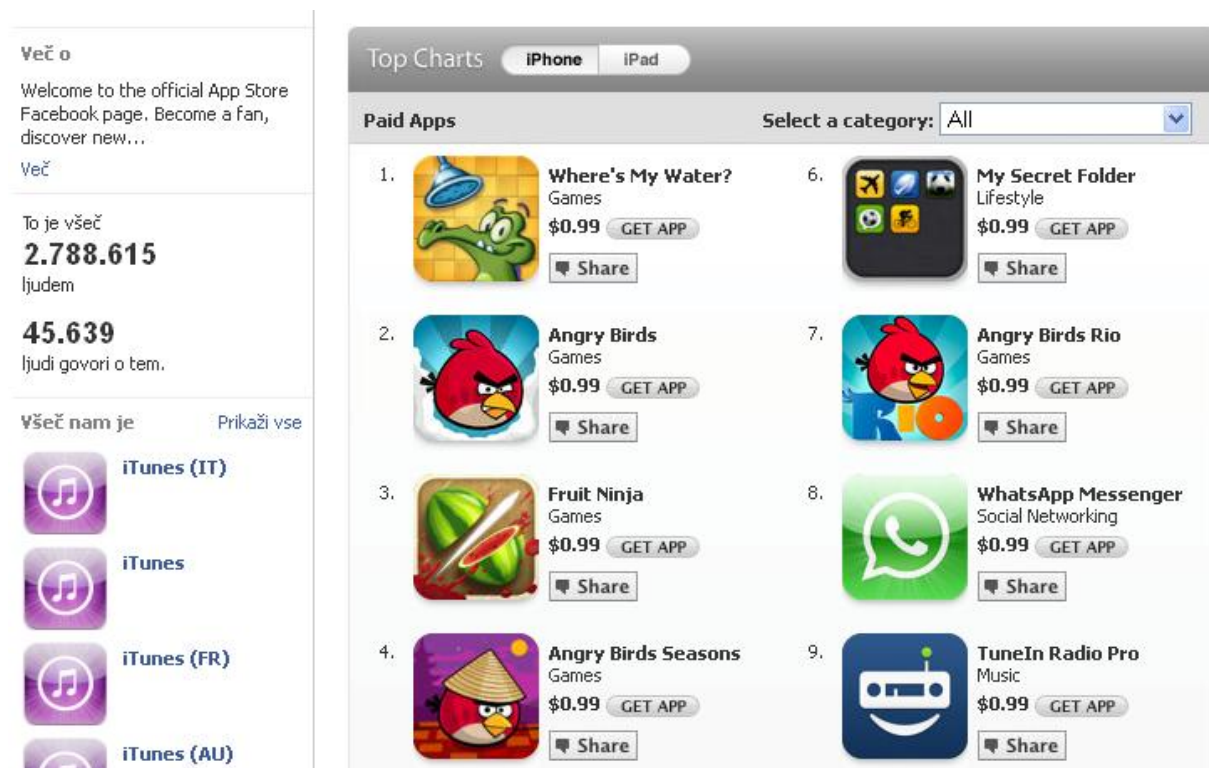 Več o
Welcome to the official App Store
Facebook page. Become a fan,
discover new...
Več
To je všeč
2.788.615
ljudem
45.639
ljudi govori o tem.
Všeč nam je Prikaži vse
iTunes (IT)
iTunes
iTunes (FR)
iTunes (AU)
Top Charts iPhone iPad
Paid Apps Select a category: All
1. Where's My Water?
Games
$0.99 GET APP
Share
2. Angry Birds
Games
$0.99 GET APP
Share
3. Fruit Ninja
Games
$0.99 GET APP
Share
4. Angry Birds Seasons
Games
$0.99 GET APP
Share
6. My Secret Folder
Lifestyle
$0.99 GET APP
Share
7. Angry Birds Rio
Games
$0.99 GET APP
Share
RIO
8. WhatsApp Messenger
Social Networking
$0.99 GET APP
Share
9. TuneIn Radio Pro
Music
$0.99 GET APP
Share